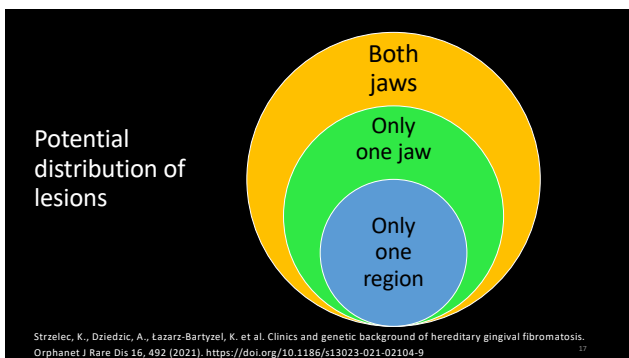 Both
jaws
Only
one jaw
Potential
distribution of
lesions
Only
one
region
Strzelec, K., Dziedzic, A., Łazarz-Bartyzel, K. et al. Clinics and genetic background of hereditary gingival fibromatosis.
Orphanet J Rare Dis 16, 492 (2021). https://doi.org/10.1186/s13023-021-02104-9
17